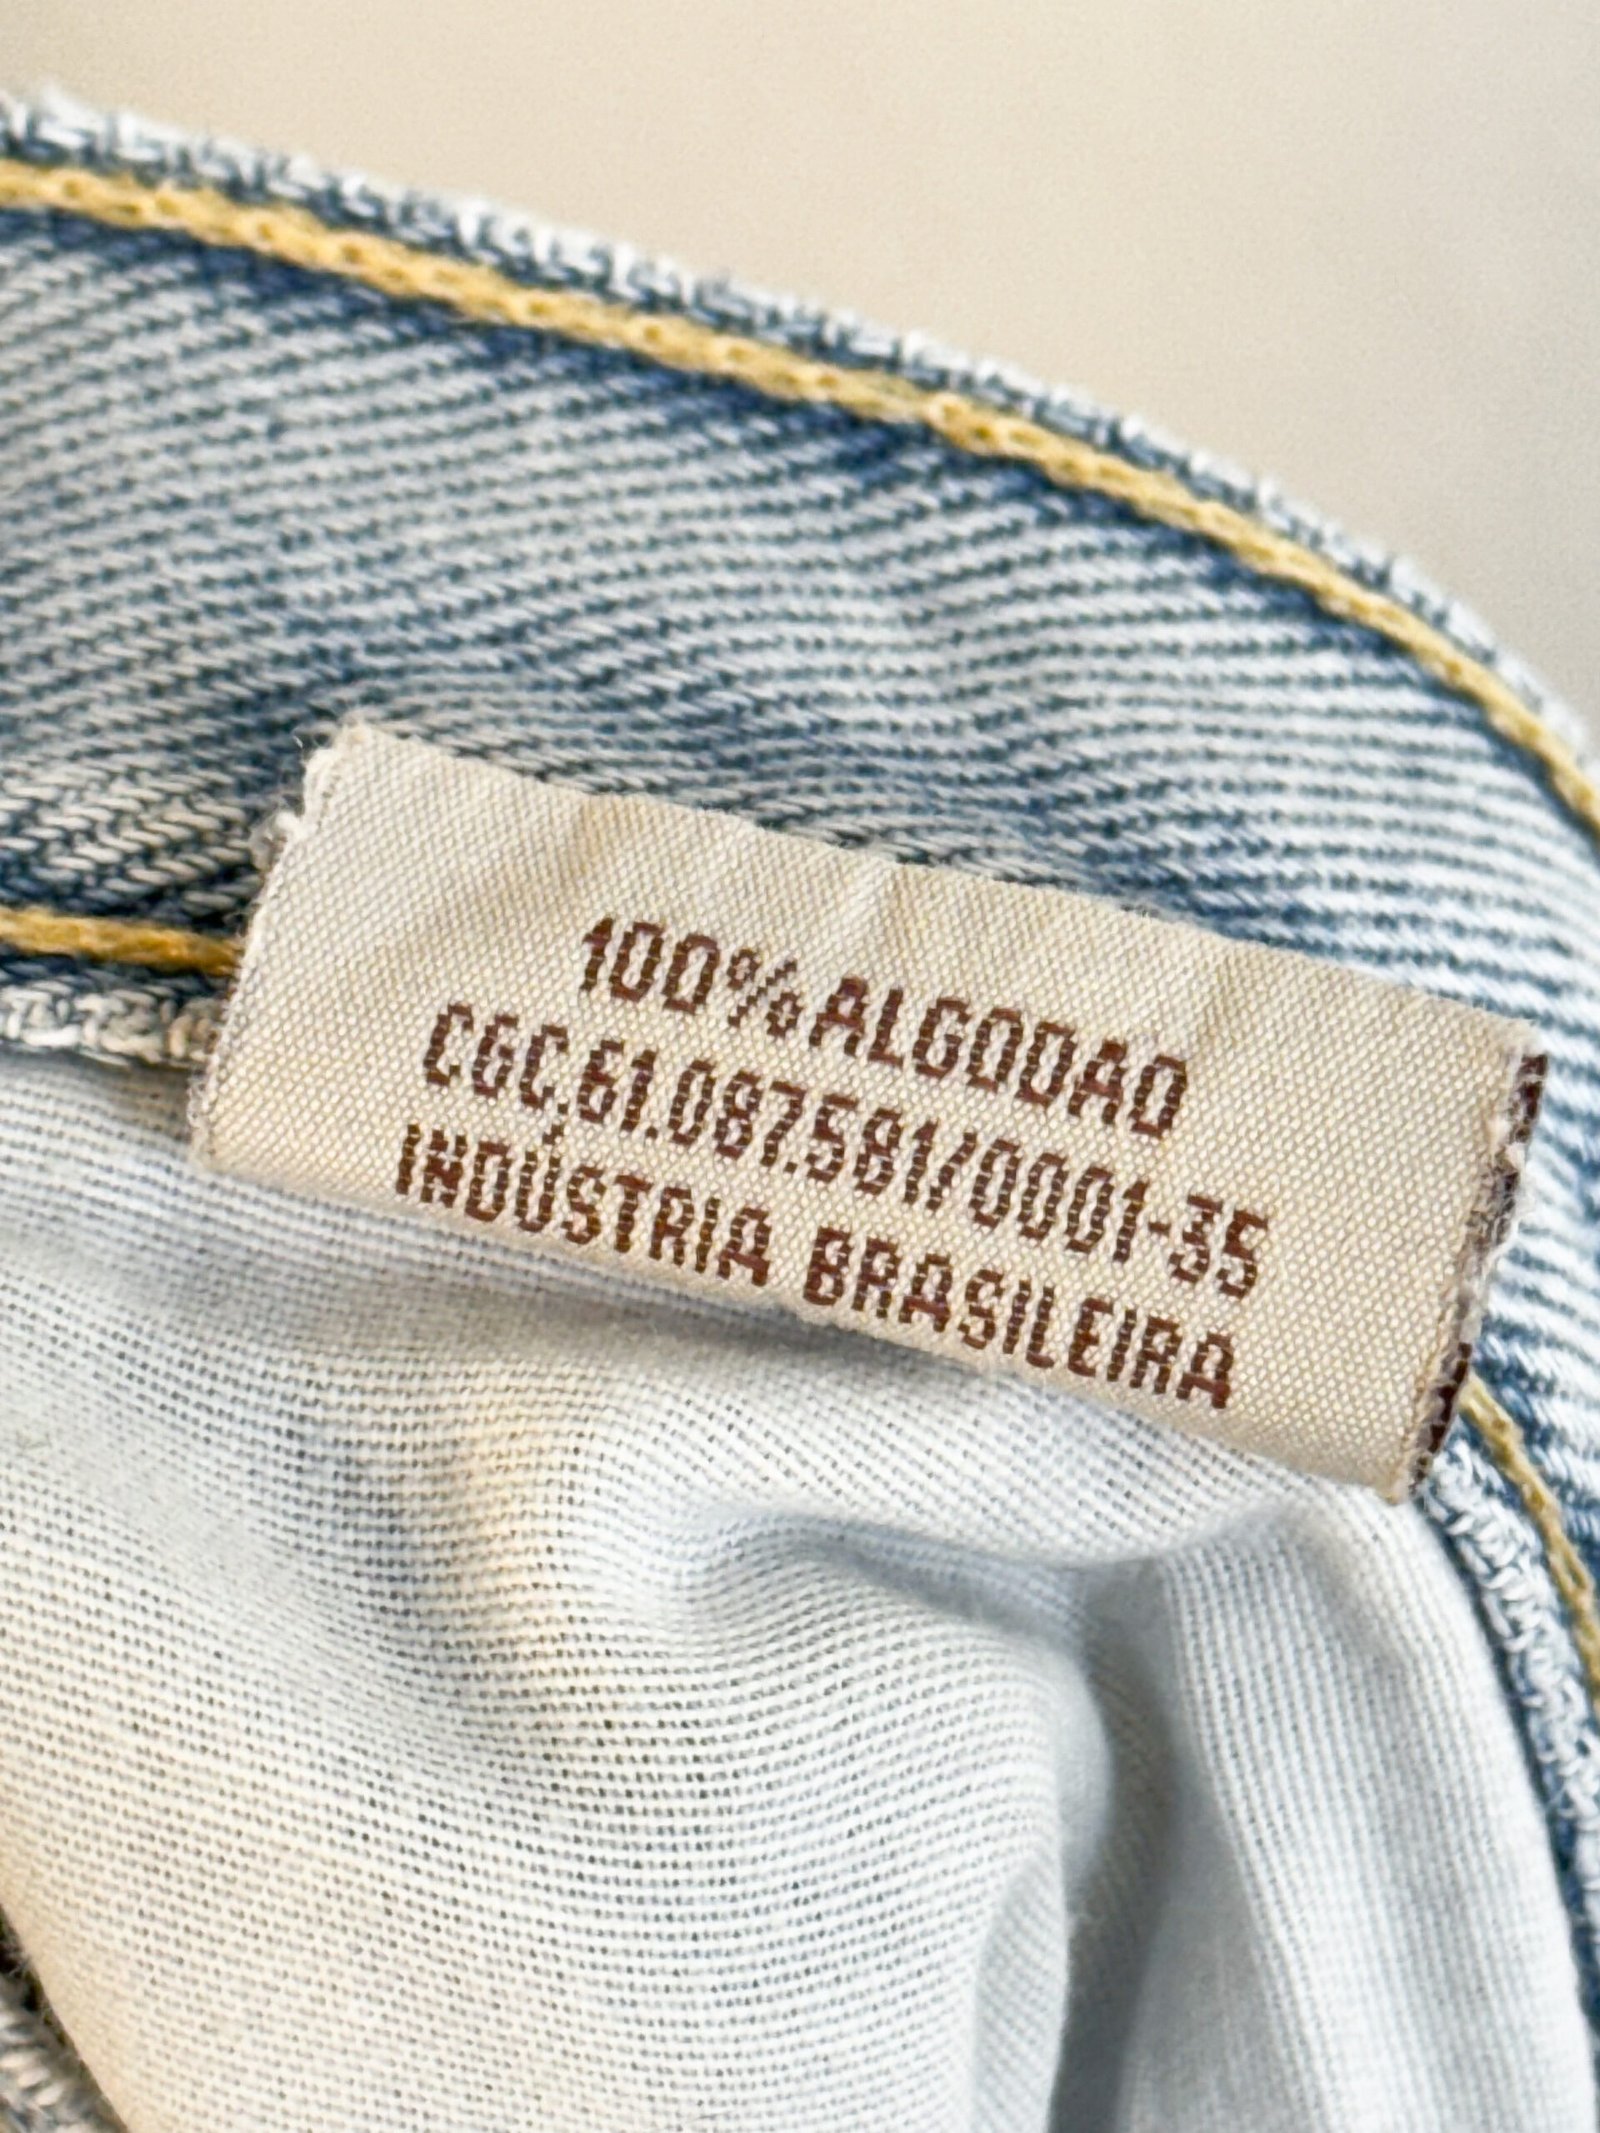 100% ALGODAO
CGC.61.087.581/0001-35
INDÚSTRIA BRASILEIRA